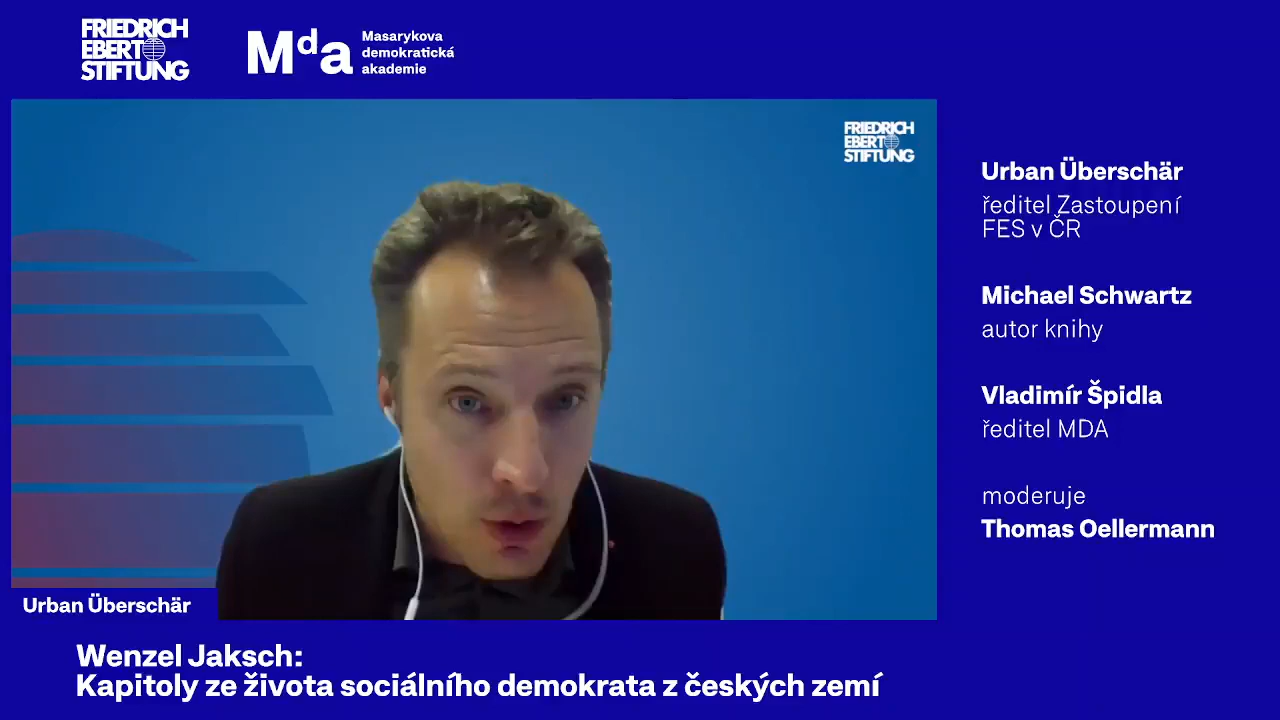 FRIEDRICH
EBERT
STIFTUNG
Mda
Masarykova
demokratická
akademie
FRIEDRICH
EBERT
STIFTUNG
Urban Überschär
ředitel Zastoupení
FES v ČR
Michael Schwartz
autor knihy
Vladimír Špidla
ředitel MDA
moderuje
Thomas Oellermann
Urban Überschär
Wenzel Jaksch:
Kapitoly ze života sociálního demokrata z českých zemí